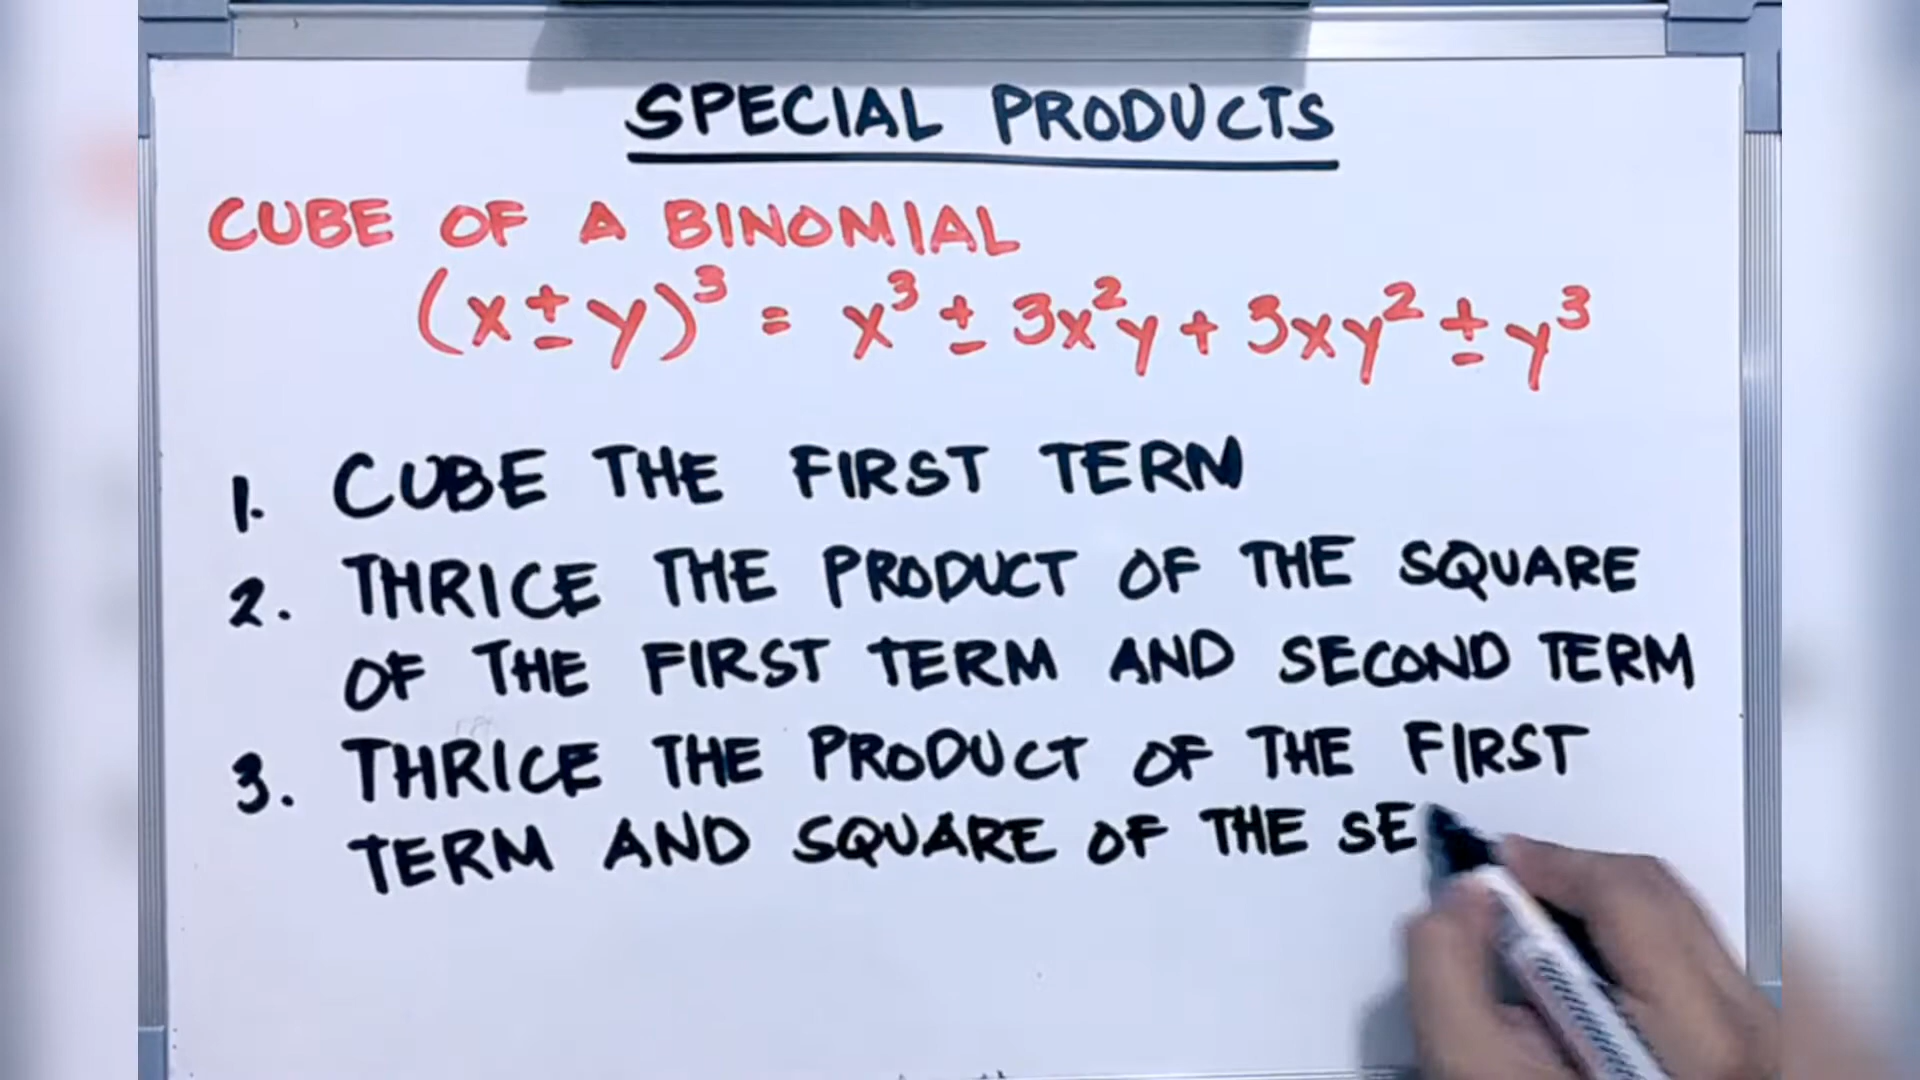 SPECIAL PRODUCTS
CUBE OF A BINOMIAL
(x ± y)³ = x³ ± 3x²y + 3xy² ± y³
1. CUBE THE FIRST TERM
2. THRICE THE PRODUCT OF THE SQUARE
OF THE FIRST TERM AND SECOND TERM
3. THRICE THE PRODUCT OF THE FIRST
TERM AND SQUARE OF THE SE